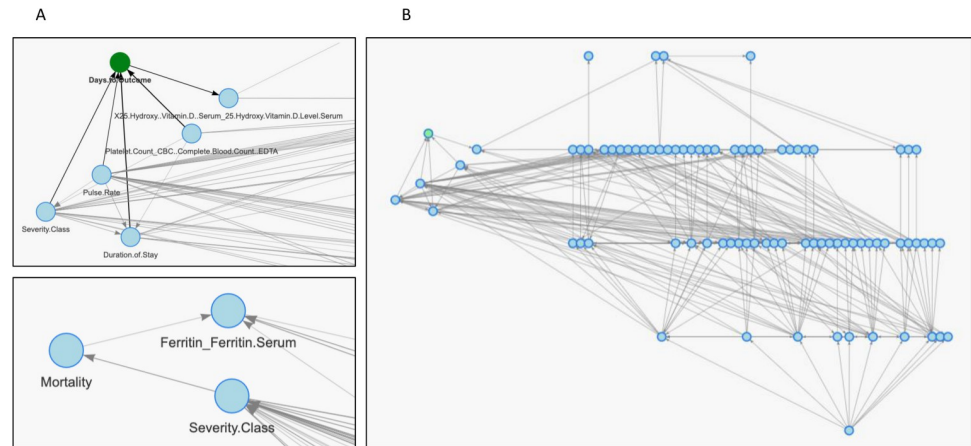 A
B
Days.to.Outcome
X25.Hydroxy..Vitamin.D..Serum_25.Hydroxy.Vitamin.D.Level.Serum
Platelet.Count_CBC..Complete.Blood.Count..EDTA
Pulse.Rate
Severity.Class
Duration.of.Stay
Ferritin_Ferritin.Serum
Mortality
Severity.Class